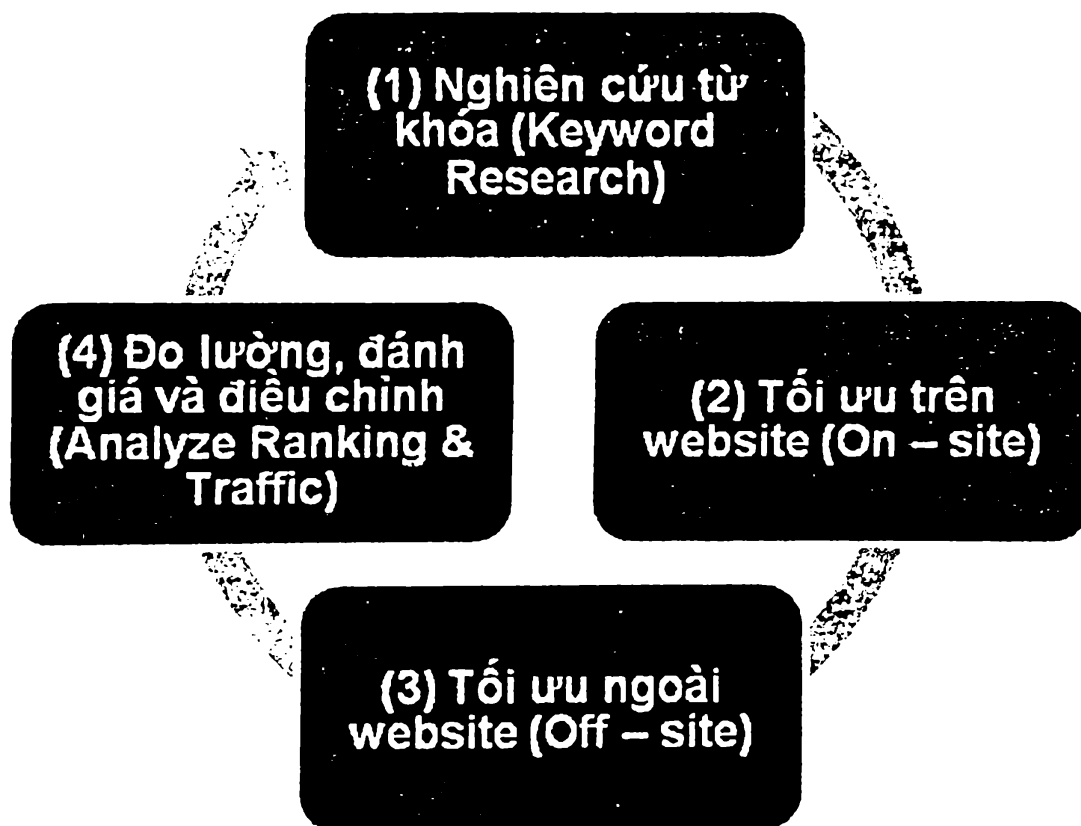 (1) Nghiên cứu từ
khóa (Keyword
Research)
(2) Tối ưu trên
website (On – site)
(3) Tối ưu ngoài
website (Off – site)
(4) Đo lường, đánh
giá và điều chỉnh
(Analyze Ranking &
Traffic)